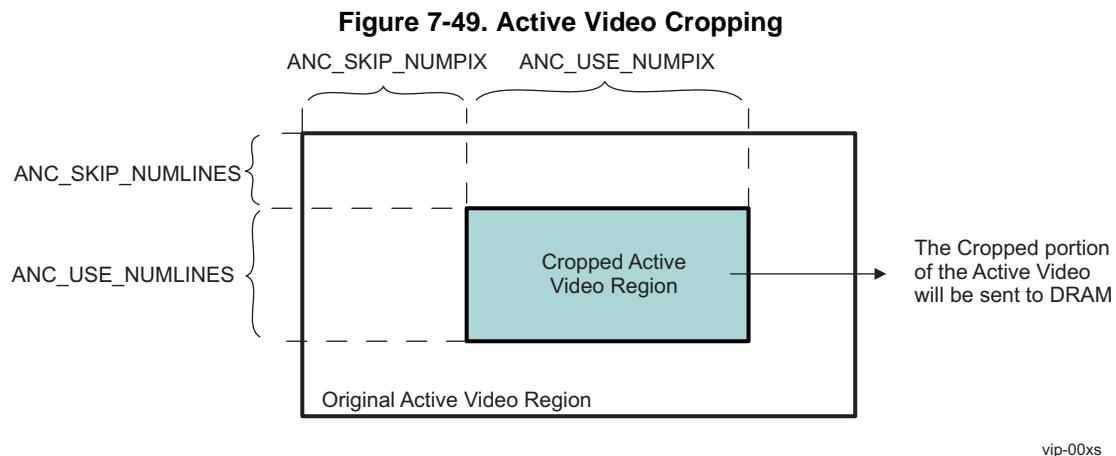 Figure 7-49. Active Video Cropping
ANC_SKIP_NUMPIX
ANC_USE_NUMPIX
ANC_SKIP_NUMLINES
ANC_USE_NUMLINES
Cropped Active
Video Region
The Cropped portion
of the Active Video
will be sent to DRAM
Original Active Video Region
vip-00xs